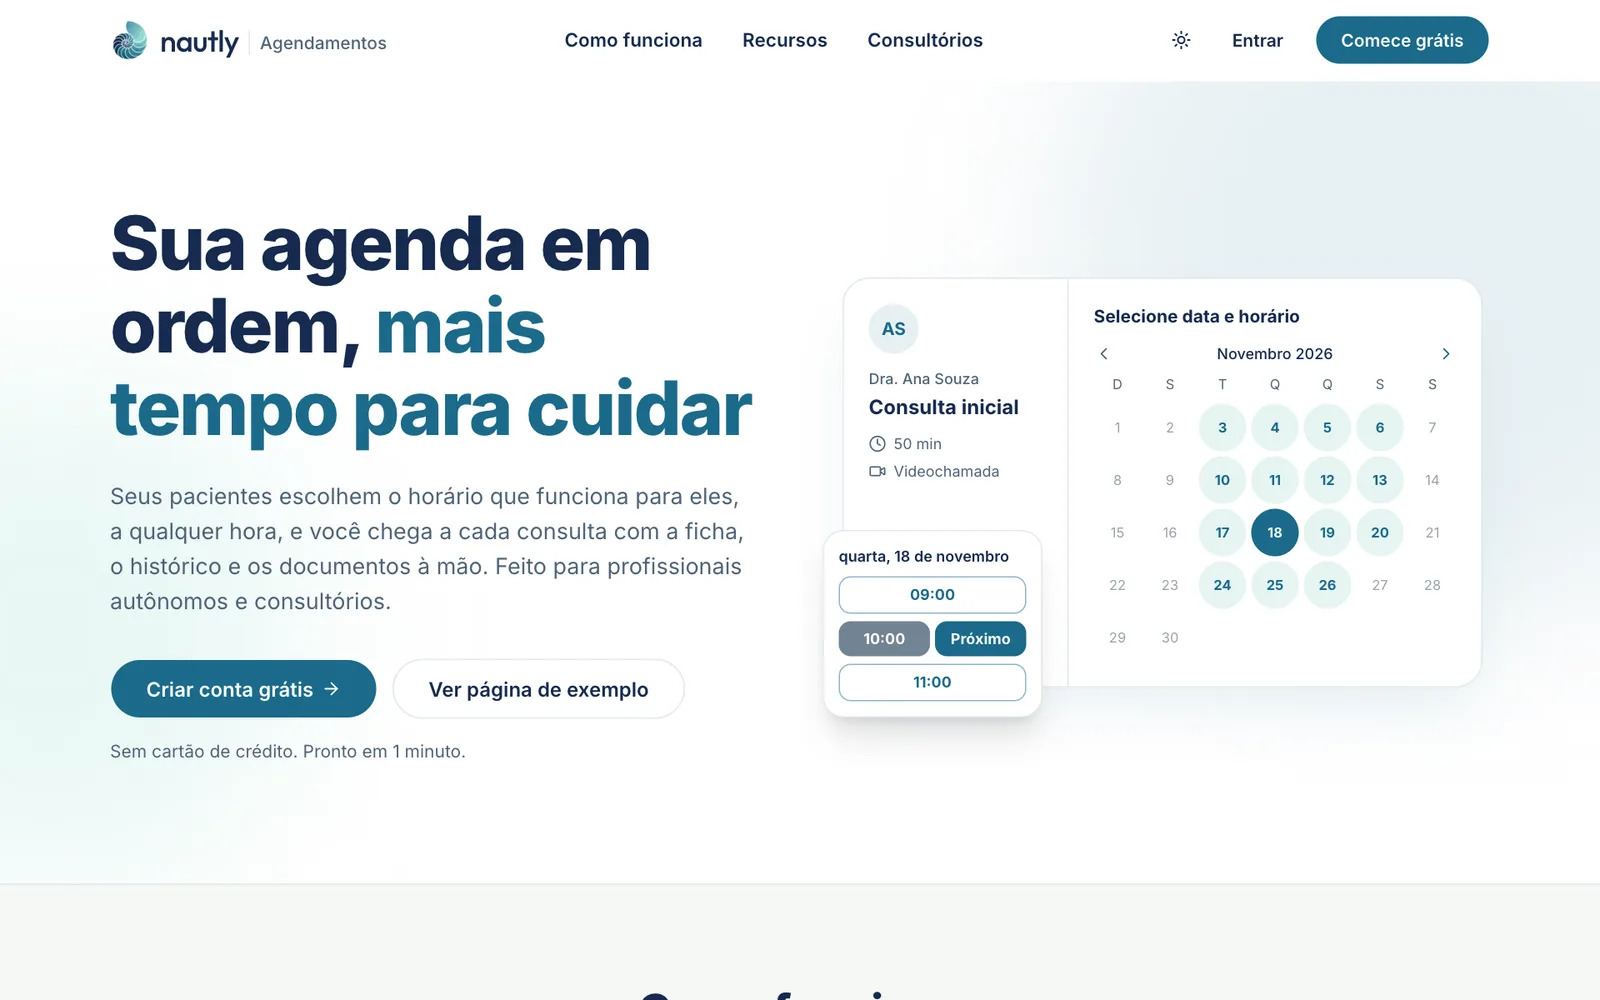 nautly Agendamentos
Como funciona Recursos Consultórios
Entrar Comece grátis
Sua agenda em
ordem, mais
tempo para cuidar
Seus pacientes escolhem o horário que funciona para eles,
a qualquer hora, e você chega a cada consulta com a ficha,
o histórico e os documentos à mão. Feito para profissionais
autônomos e consultórios.
Criar conta grátis → Ver página de exemplo
Sem cartão de crédito. Pronto em 1 minuto.
AS
Dra. Ana Souza
Consulta inicial
50 min
Videochamada
quarta, 18 de novembro
09:00
10:00 Próximo
11:00
Selecione data e horário
Novembro 2026
D S T Q Q S S
1 2 3 4 5 6 7
8 9 10 11 12 13 14
15 16 17 18 19 20 21
22 23 24 25 26 27 28
29 30